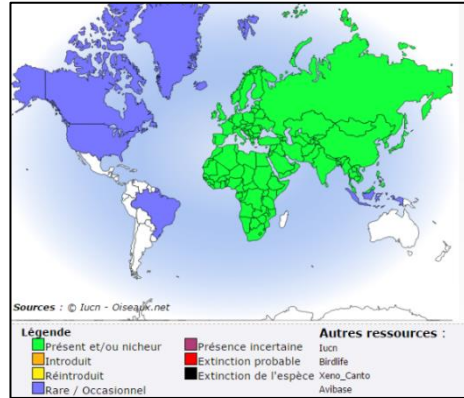 Sources : © Iucn - Oiseaux.net
Légende
Présent et/ou nicheur
Introduit
Réintroduit
Rare / Occasionnel
Présence incertaine
Extinction probable
Extinction de l'espèce
Autres ressources :
Iucn
Birdlife
Xeno_Canto
Avibase